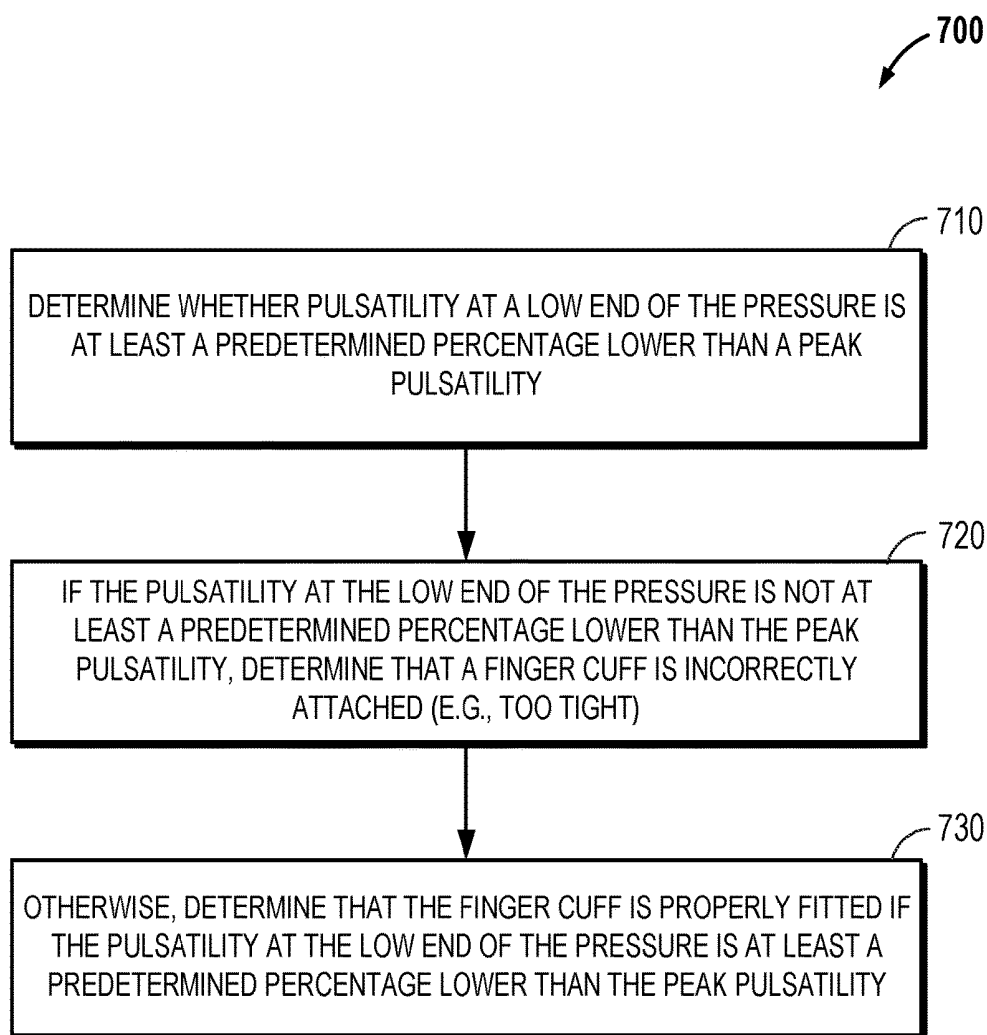 700
710
DETERMINE WHETHER PULSATILITY AT A LOW END OF THE PRESSURE IS
AT LEAST A PREDETERMINED PERCENTAGE LOWER THAN A PEAK
PULSATILITY
720
IF THE PULSATILITY AT THE LOW END OF THE PRESSURE IS NOT AT
LEAST A PREDETERMINED PERCENTAGE LOWER THAN THE PEAK
PULSATILITY, DETERMINE THAT A FINGER CUFF IS INCORRECTLY
ATTACHED (E.G., TOO TIGHT)
730
OTHERWISE, DETERMINE THAT THE FINGER CUFF IS PROPERLY FITTED IF
THE PULSATILITY AT THE LOW END OF THE PRESSURE IS AT LEAST A
PREDETERMINED PERCENTAGE LOWER THAN THE PEAK PULSATILITY